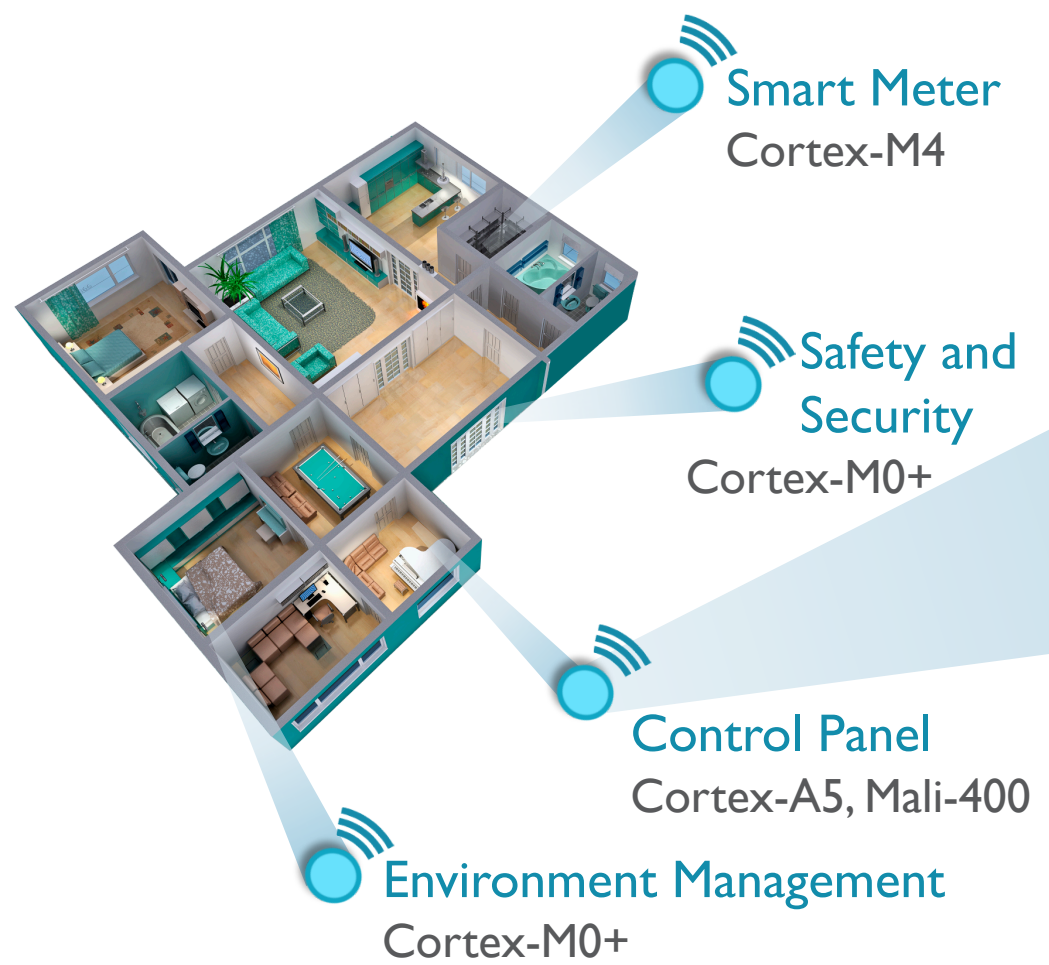 Smart Meter
Cortex-M4
Safety and
Security
Cortex-M0+
Control Panel
Cortex-A5, Mali-400
Environment Management
Cortex-M0+